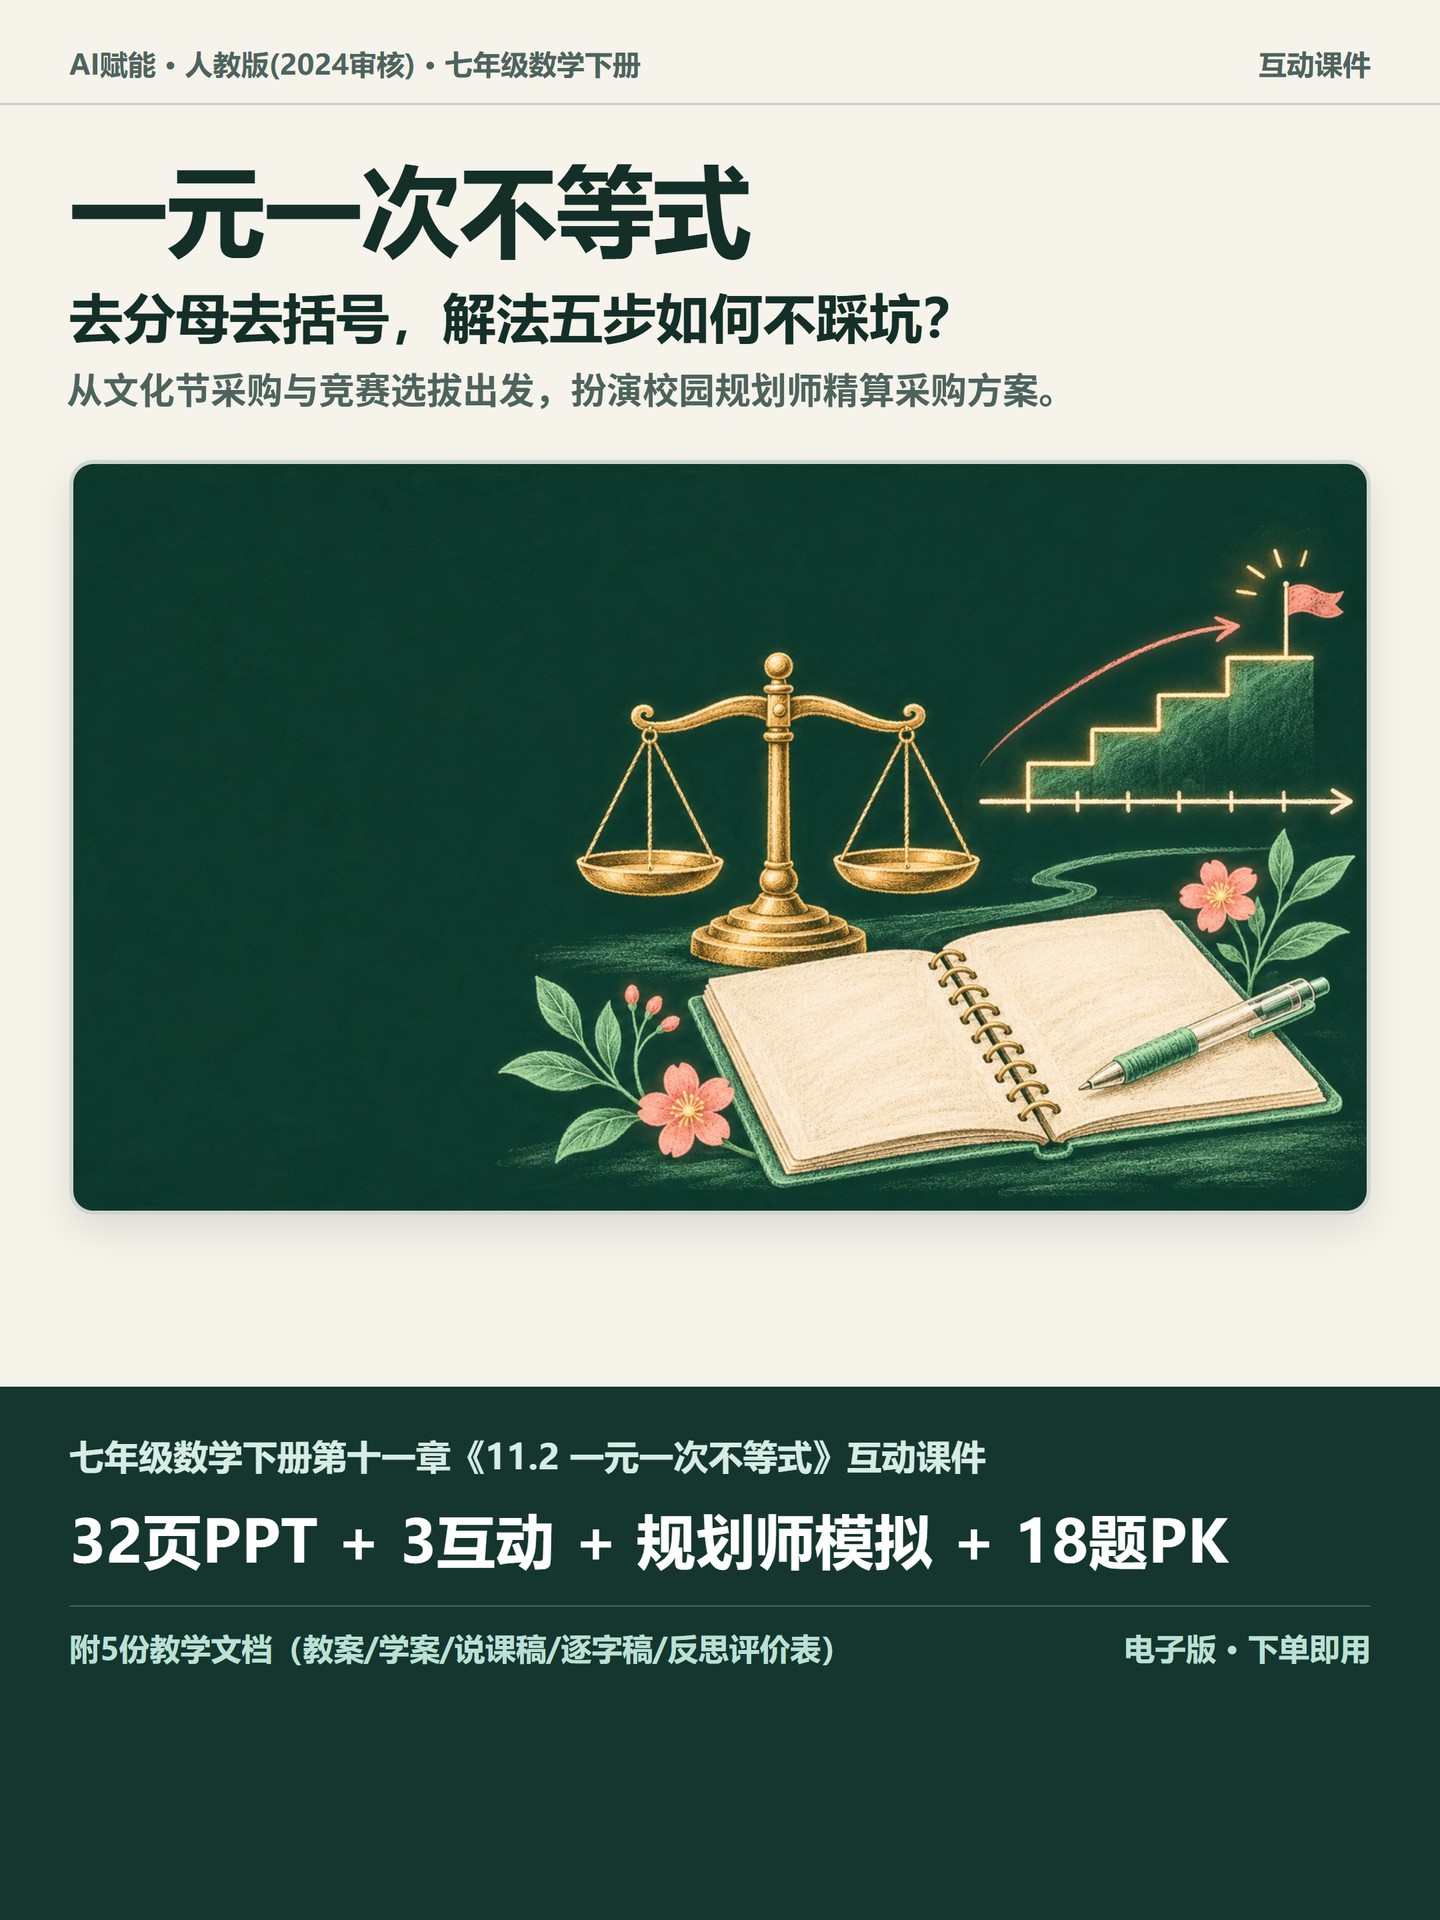 AI赋能 • 人教版(2024审核) • 七年级数学下册
互动课件
一元一次不等式
去分母去括号，解法五步如何不踩坑？
从文化节采购与竞赛选拔出发，扮演校园规划师精算采购方案。
七年级数学下册第十一章《11.2 一元一次不等式》互动课件
32页PPT + 3互动 + 规划师模拟 + 18题PK
附5份教学文档（教案/学案/说课稿/逐字稿/反思评价表）
电子版 • 下单即用